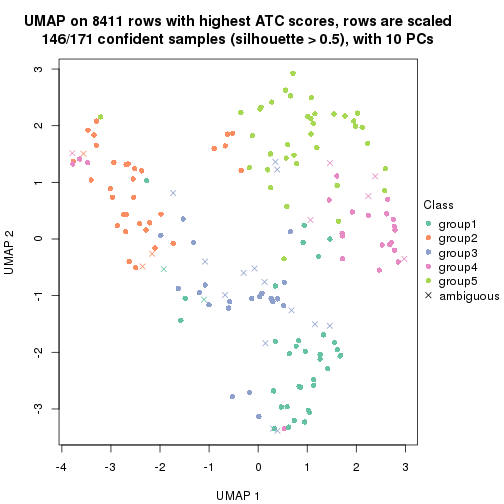 UMAP on 8411 rows with highest ATC scores, rows are scaled
146/171 confident samples (silhouette > 0.5), with 10 PCs
3
2
1
0
-1
-2
-3
UMAP 2
-4 -3 -2 -1 0 1 2 3
UMAP 1
Class
group1
group2
group3
group4
group5
ambiguous